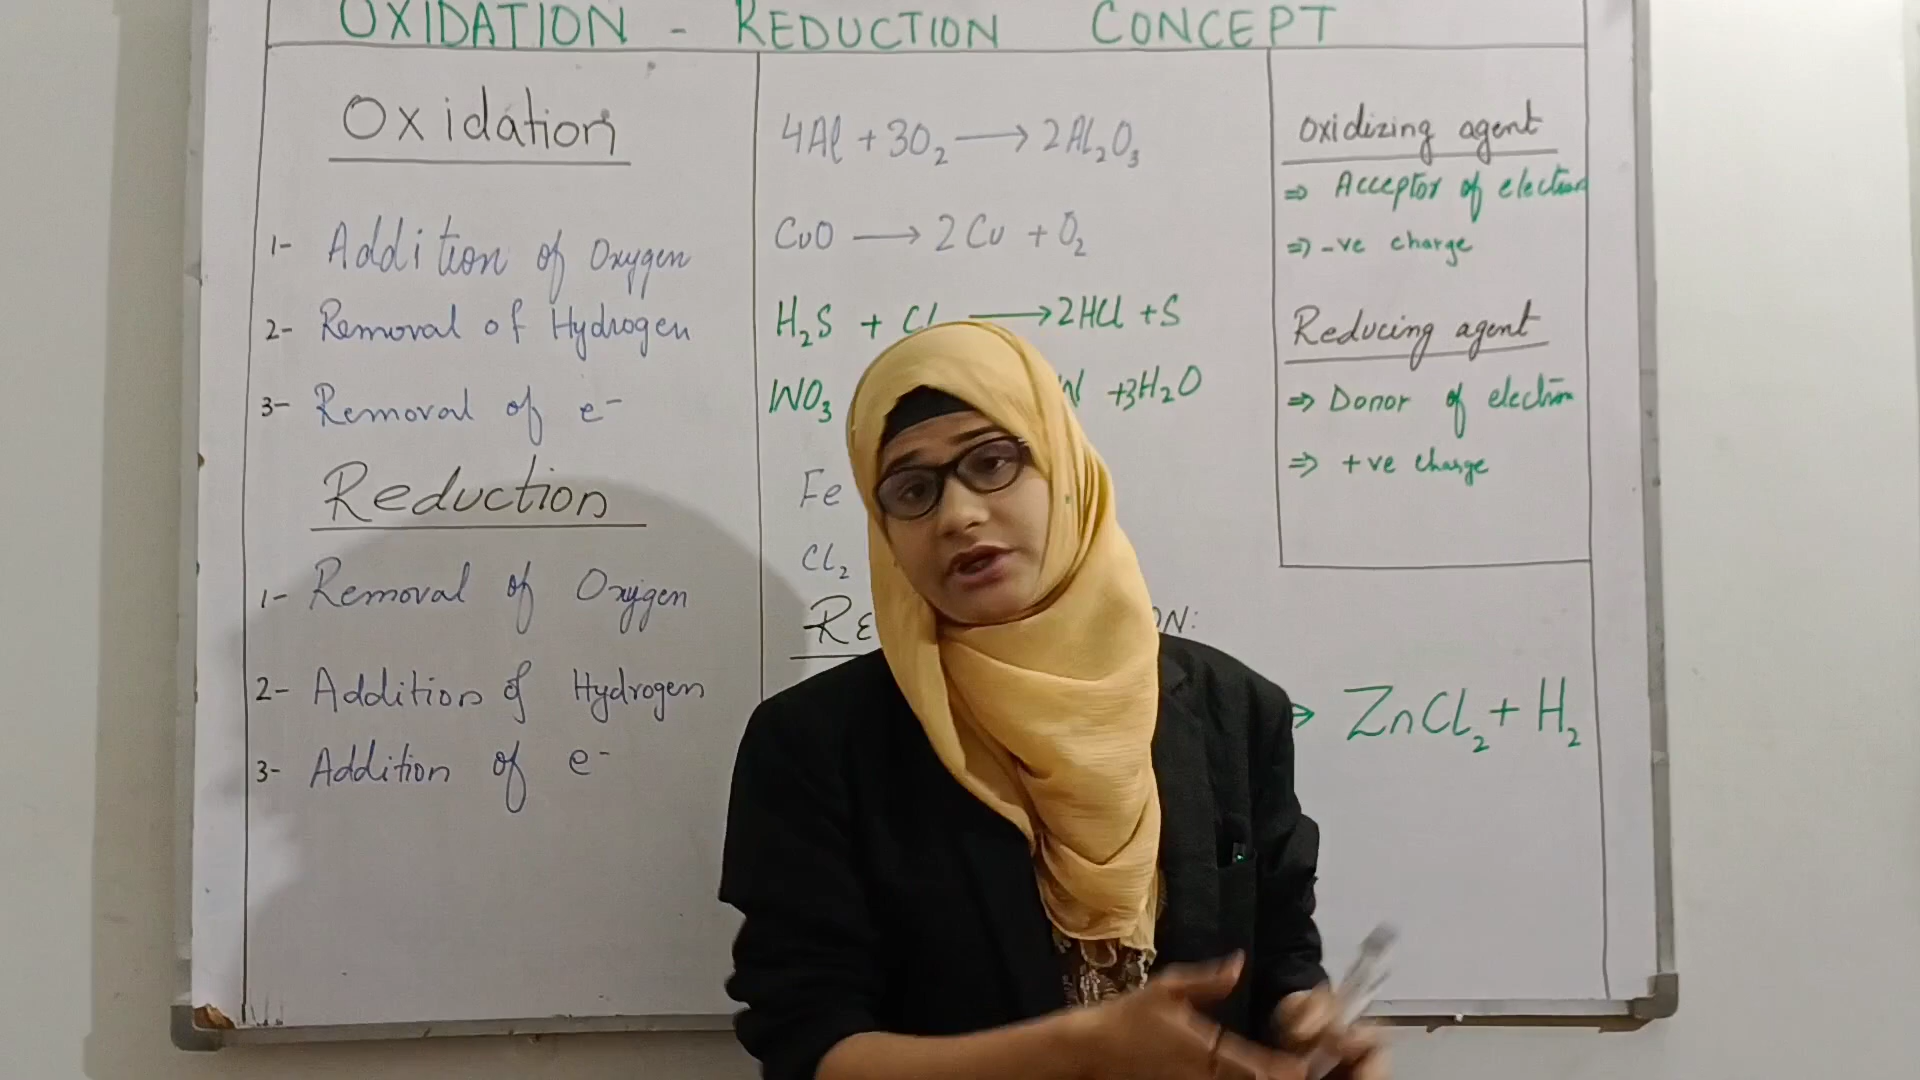 OXIDATION - REDUCTION CONCEPT
Oxidation
1- Addition of Oxygen
2- Removal of Hydrogen
3- Removal of e⁻
Reduction
1- Removal of Oxygen
2- Addition of Hydrogen
3- Addition of e⁻
4Al + 3O₂ ⟶ 2Al₂O₃
CuO ⟶ 2Cu + O₂
H₂S + Cl ⟶ 2HCl + S
WO₃ W + 3H₂O
Fe
Cl₂
ZnCl₂ + H₂
Oxidizing agent
⇒ Acceptor of electron
⇒ -ve charge
Reducing agent
⇒ Donor of electron
⇒ +ve charge